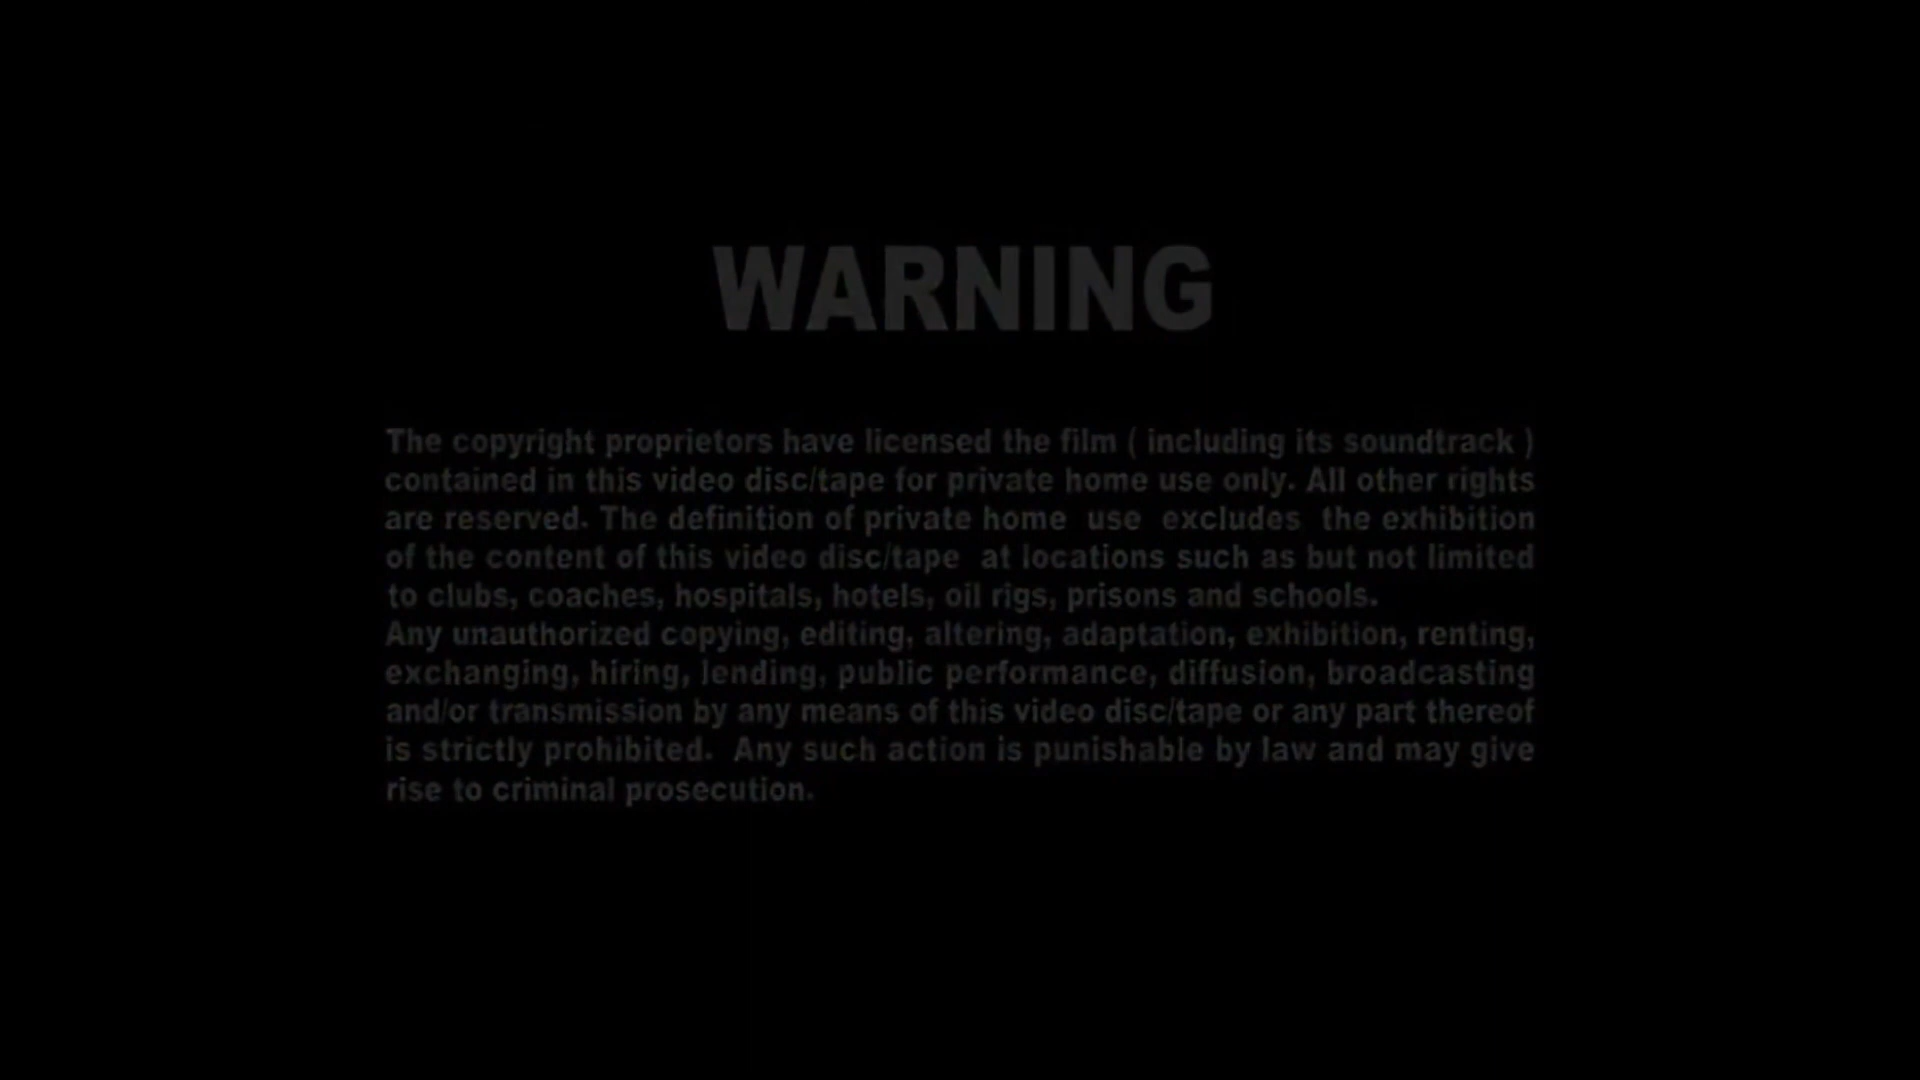 WARNING
The copyright proprietors have licensed the film ( including its soundtrack )
contained in this video disc/tape for private home use only. All other rights
are reserved. The definition of private home use excludes the exhibition
of the content of this video disc/tape at locations such as but not limited
to clubs, coaches, hospitals, hotels, oil rigs, prisons and schools.
Any unauthorized copying, editing, altering, adaptation, exhibition, renting,
exchanging, hiring, lending, public performance, diffusion, broadcasting
and/or transmission by any means of this video disc/tape or any part thereof
is strictly prohibited. Any such action is punishable by law and may give
rise to criminal prosecution.